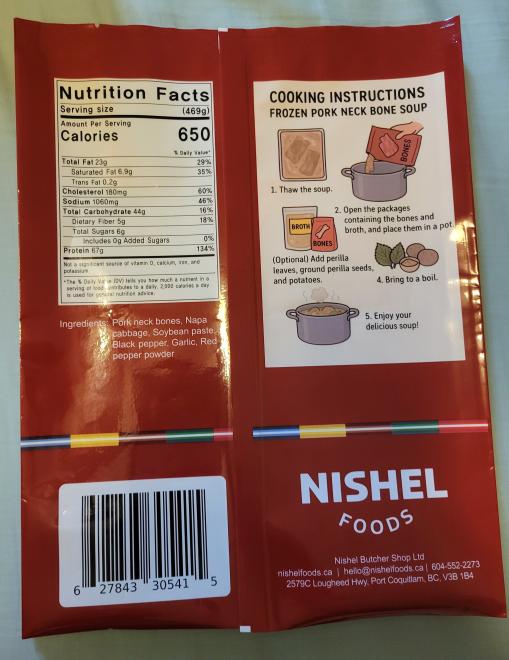 Nutrition Facts
Serving size (469g)
Amount Per Serving
Calories 650
% Daily Value*
Total Fat 23g 29%
Saturated Fat 6.9g 35%
Trans Fat 0.2g
Cholesterol 180mg 60%
Sodium 1060mg 46%
Total Carbohydrate 44g 16%
Dietary Fiber 5g 18%
Total Sugars 6g
Includes 0g Added Sugars 0%
Protein 67g 134%
Not a significant source of vitamin D, calcium, iron, and
potassium
*The % Daily Value (DV) tells you how much a nutrient in a
serving of food contributes to a daily. 2,000 calories a day
is used for general nutrition advice.
Ingredients: Pork neck bones, Napa
cabbage, Soybean paste,
Black pepper, Garlic, Red
pepper powder
6 27843 30541 5
COOKING INSTRUCTIONS
FROZEN PORK NECK BONE SOUP
BONES
1. Thaw the soup.
2. Open the packages
containing the bones and
broth, and place them in a pot
BROTH
BONES
(Optional) Add perilla
leaves, ground perilla seeds,
and potatoes.
4. Bring to a boil.
5. Enjoy your
delicious soup!
NISHEL
FOODS
Nishel Butcher Shop Ltd
nishelfoods.ca | hello@nishelfoods.ca | 604-552-2273
2579C Lougheed Hwy, Port Coquitlam, BC, V3B 1B4